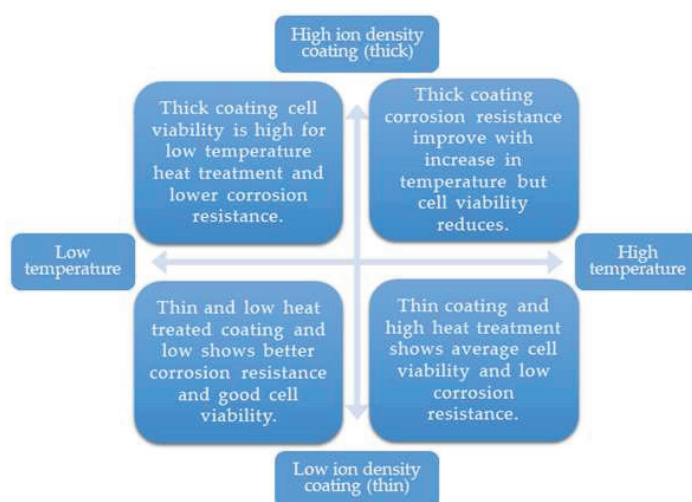 High ion density
coating (thick)
Thick coating cell
viability is high for
low temperature
heat treatment and
lower corrosion
resistance.
Thick coating
corrosion resistance
improve with
increase in
temperature but
cell viability
reduces.
Low
temperature
High
temperature
Thin and low heat
treated coating and
low shows better
corrosion resistance
and good cell
viability.
Thin coating and
high heat treatment
shows average cell
viability and low
corrosion
resistance.
Low ion density
coating (thin)